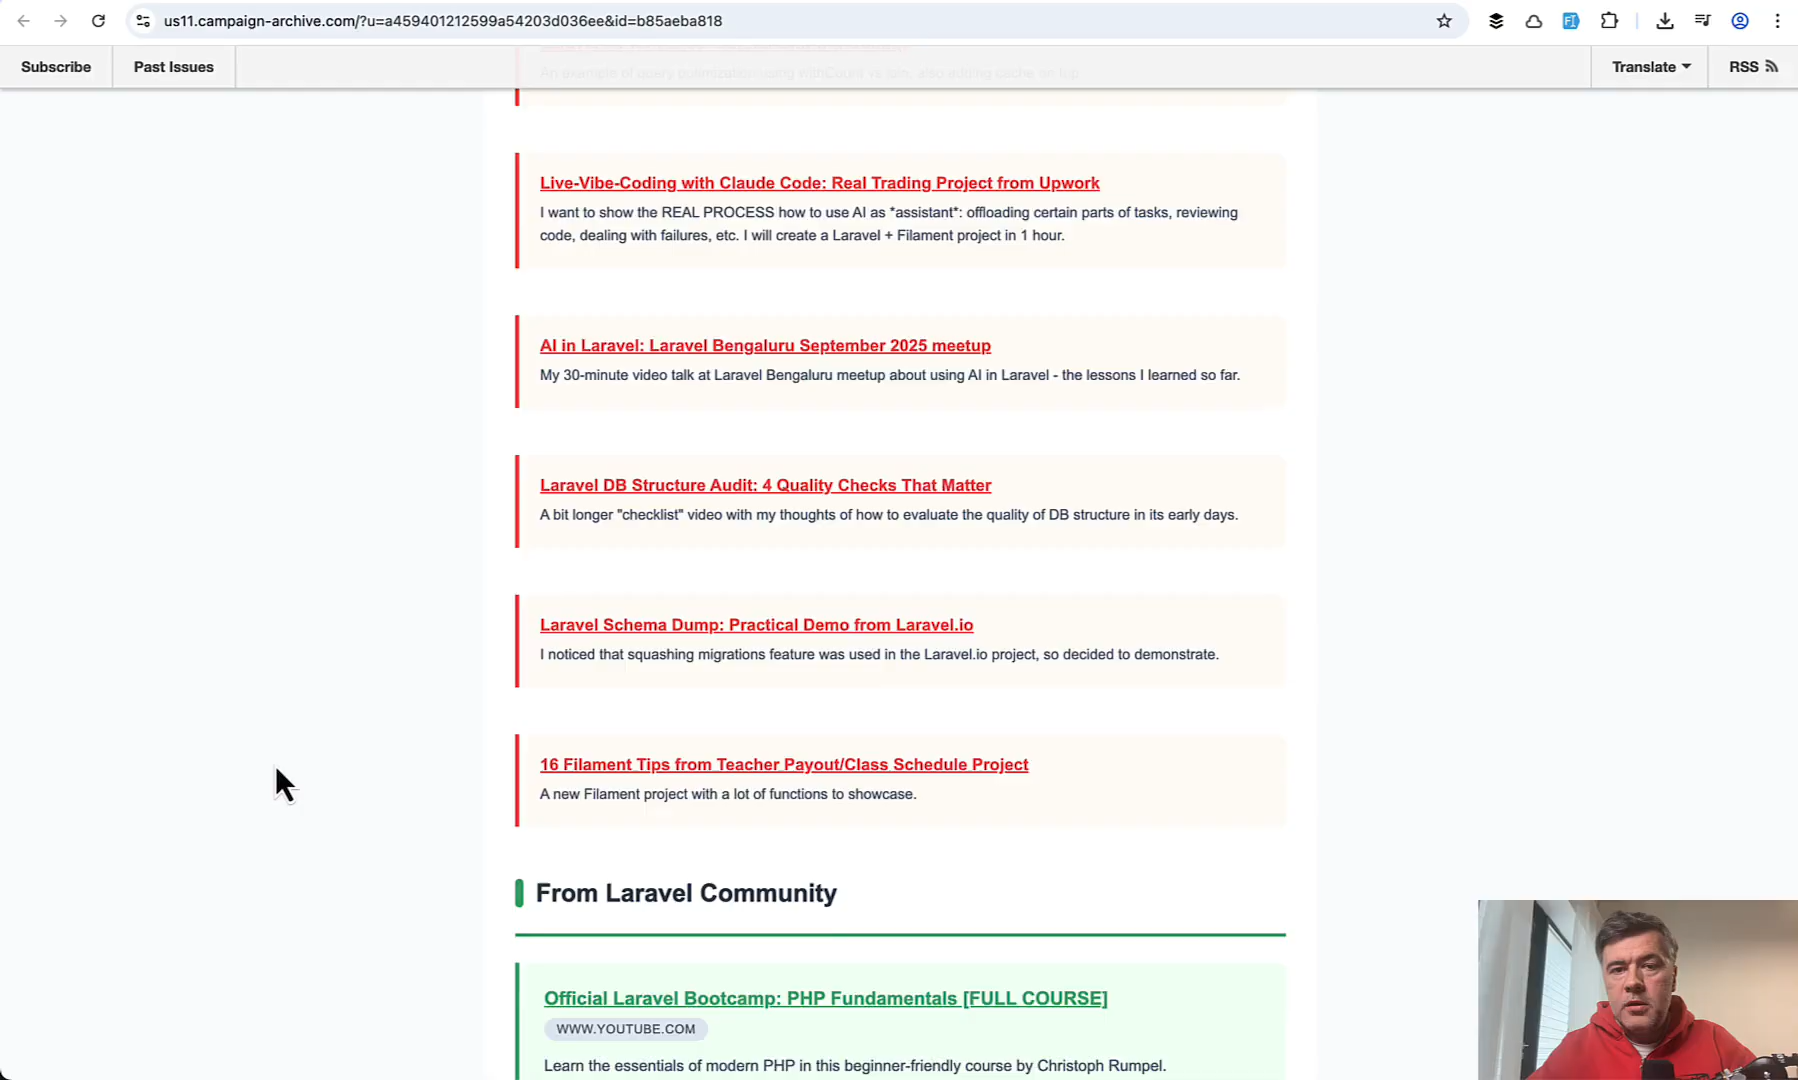 us11.campaign-archive.com/?u=a459401212599a54203d036ee&id=b85aeba818
Subscribe
Past Issues
Translate
RSS
An example of query
also adding cache on top
Live-Vibe-Coding with Claude Code: Real Trading Project from Upwork
I want to show the REAL PROCESS how to use AI as *assistant*: offloading certain parts of tasks, reviewing
code, dealing with failures, etc. I will create a Laravel + Filament project in 1 hour.
AI in Laravel: Laravel Bengaluru September 2025 meetup
My 30-minute video talk at Laravel Bengaluru meetup about using AI in Laravel - the lessons I learned so far.
Laravel DB Structure Audit: 4 Quality Checks That Matter
A bit longer "checklist" video with my thoughts of how to evaluate the quality of DB structure in its early days.
Laravel Schema Dump: Practical Demo from Laravel.io
I noticed that squashing migrations feature was used in the Laravel.io project, so decided to demonstrate.
16 Filament Tips from Teacher Payout/Class Schedule Project
A new Filament project with a lot of functions to showcase.
From Laravel Community
Official Laravel Bootcamp: PHP Fundamentals [FULL COURSE]
WWW.YOUTUBE.COM
Learn the essentials of modern PHP in this beginner-friendly course by Christoph Rumpel.